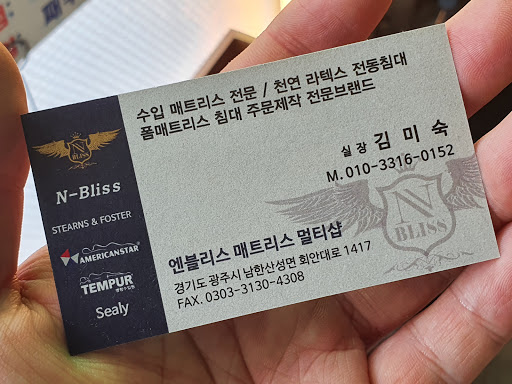 수입 매트리스 전문 / 천연 라텍스 전동침대
폼매트리스 침대 주문제작 전문브랜드
실장 김미숙
M. 010-3316-0152
N
BLISS
N-Bliss
STEARNS & FOSTER
AMERICANSTAR
TEMPUR
Sealy
N
BLISS
엔블리스 매트리스 멀티샵
경기도 광주시 남한산성면 회안대로 1417
FAX. 0303-3130-4308